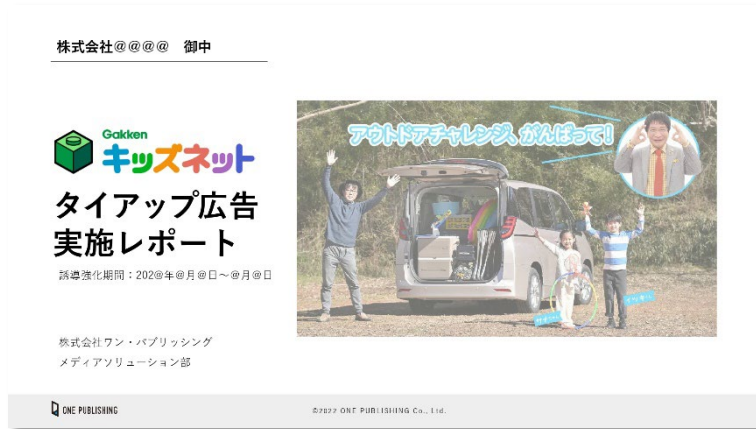 株式会社@@@@　御中
Gakken
キッズネット
タイアップ広告
実施レポート
誘導強化期間：202@年@月@日〜@月@日
アウトドアチャレンジ、がんばって！
株式会社ワン・パブリッシング
メディアソリューション部
ONE PUBLISHING
©2022 ONE PUBLISHING Co., Ltd.